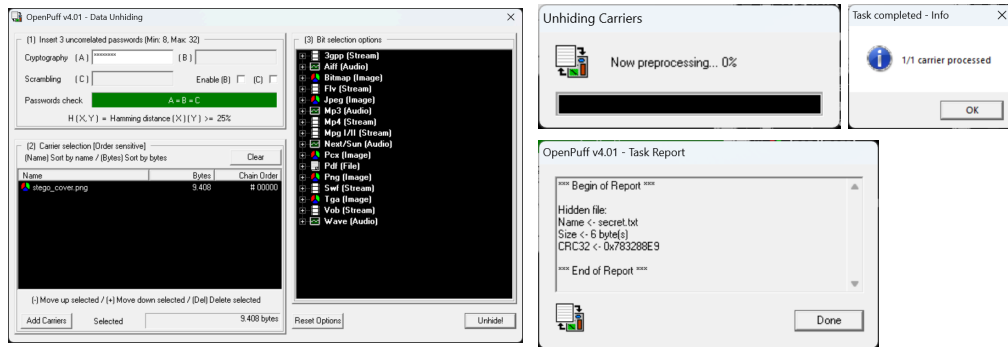 OpenPuff v4.01 - Data Unhiding
(1) Insert 3 uncorrelated passwords (Min: 8, Max: 32)
Cryptography (A) ******** (B)
Scrambling (C) Enable (B) (C)
Passwords check A = B = C
H (X, Y) = Hamming distance (X) (Y) >= 25%
(2) Carrier selection [Order sensitive]
(Name) Sort by name / (Bytes) Sort by bytes Clear
Name Bytes Chain Order
stego_cover.png 9.408 # 00000
(-) Move up selected / (+) Move down selected / (Del) Delete selected
Add Carriers Selected 9.408 bytes
(3) Bit selection options
3gpp (Stream)
Aiff (Audio)
Bitmap (Image)
Flv (Stream)
Jpeg (Image)
Mp3 (Audio)
Mp4 (Stream)
Mpg I/II (Stream)
Next/Sun (Audio)
Pcx (Image)
Pdf (File)
Png (Image)
Swf (Stream)
Tga (Image)
Vob (Stream)
Wave (Audio)
Reset Options Unhide!
Unhiding Carriers
Now preprocessing... 0%
Task completed - Info
1/1 carrier processed
OK
OpenPuff v4.01 - Task Report
*** Begin of Report ***
Hidden file:
Name <- secret.txt
Size <- 6 byte(s)
CRC32 <- 0x783288E9
*** End of Report ***
Done